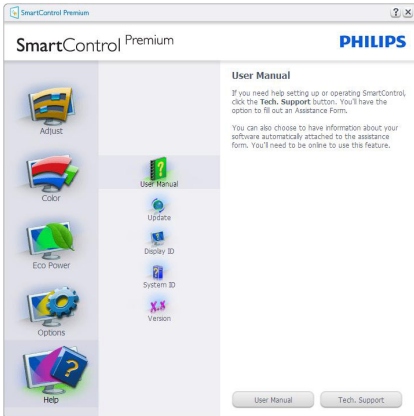 SmartControl Premium
SmartControl Premium
PHILIPS
Adjust
Color
Eco Power
Options
Help
User Manual
Update
Display ID
System ID
X.X
Version
User Manual
If you need help setting up or operating SmartControl,
click the Tech. Support button. You'll have the
option to fill out an Assistance Form.
You can also choose to have information about your
software automatically attached to the assistance
form. You'll need to be online to use this feature.
User Manual
Tech. Support